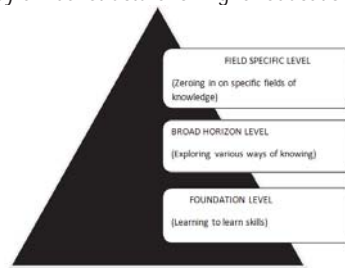 FIELD SPECIFIC LEVEL
(Zeroing in on specific fields of
knowledge)
BROAD HORIZON LEVEL
(Exploring various ways of knowing)
FOUNDATION LEVEL
(Learning to learn skills)